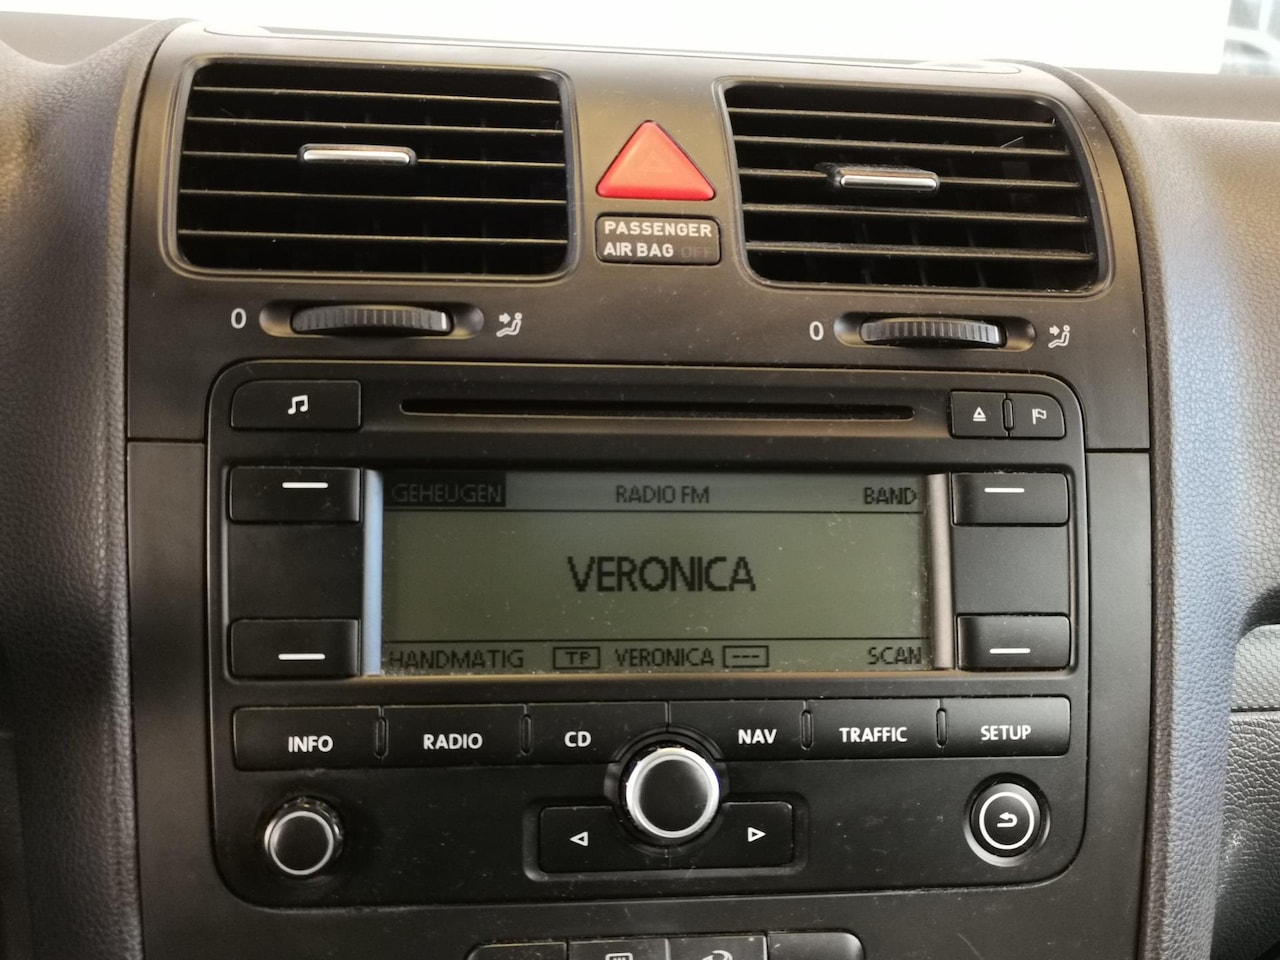 PASSENGER
AIR BAG OFF
0
0
GEHEUGEN RADIO FM BAND
VERONICA
HANDMATIG TP VERONICA --- SCAN
INFO RADIO CD NAV TRAFFIC SETUP